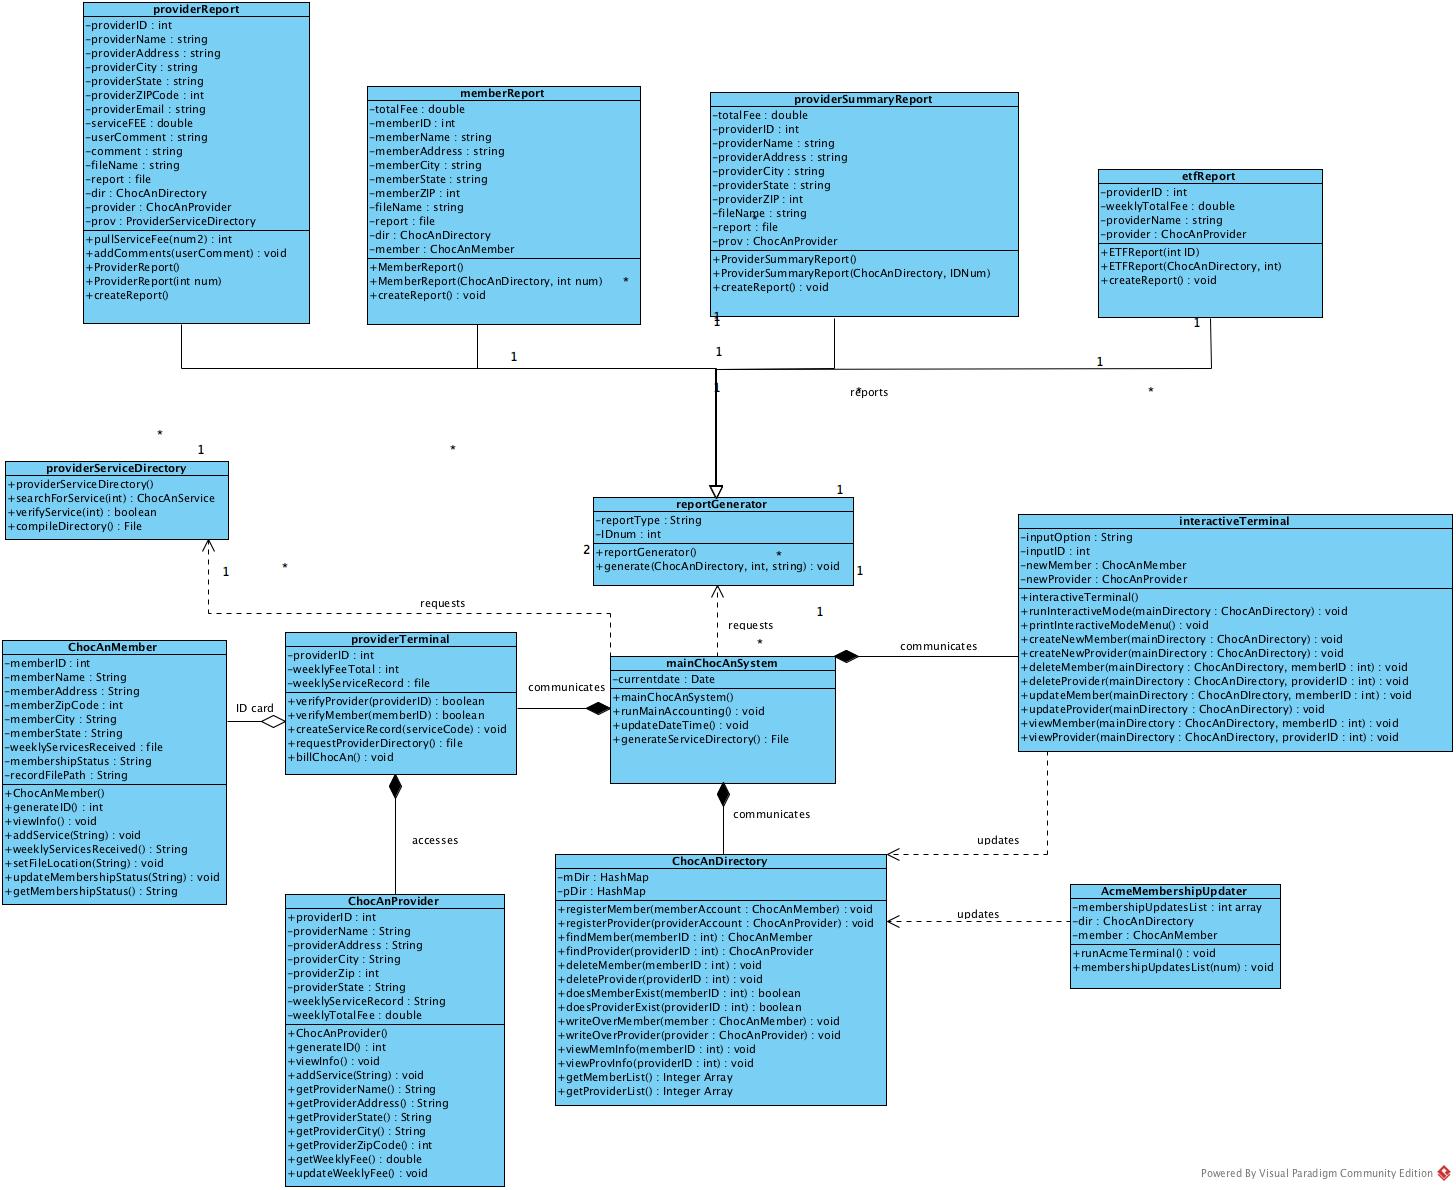 providerReport
-providerID : int
-providerName : string
-providerAddress : string
-providerCity : string
-providerState : string
-providerZIPCode : int
-providerEmail : string
-serviceFEE : double
-userComment : string
-comment : string
-fileName : string
-report : file
-dir : ChocAnDirectory
-provider : ChocAnProvider
-prov : ProviderServiceDirectory
+pullServiceFee(num2) : int
+addComments(userComment) : void
+ProviderReport()
+ProviderReport(int num)
+createReport()
memberReport
-totalFee : double
-memberID : int
-memberName : string
-memberAddress : string
-memberCity : string
-memberState : string
-memberZIP : int
-fileName : string
-report : file
-dir : ChocAnDirectory
-member : ChocAnMember
+MemberReport()
+MemberReport(ChocAnDirectory, int num)
*
+createReport() : void
providerSummaryReport
-totalFee : double
-providerID : int
-providerName : string
-providerAddress : string
-providerCity : string
-providerState : string
-providerZIP : int
-fileName : string
-report : file
-prov : ChocAnProvider
+ProviderSummaryReport()
+ProviderSummaryReport(ChocAnDirectory, IDNum)
+createReport() : void
etfReport
-providerID : int
-weeklyTotalFee : double
-providerName : string
-provider : ChocAnProvider
+ETFReport(int ID)
+ETFReport(ChocAnDirectory, int)
+createReport() : void
1
1
1
1
1
1
1
reports
*
*
*
1
*
providerServiceDirectory
+providerServiceDirectory()
+searchForService(int) : ChocAnService
+verifyService(int) : boolean
+compileDirectory() : File
1
*
requests
1
reportGenerator
-reportType : String
-IDnum : int
+reportGenerator()
*
+generate(ChocAnDirectory, int, string) : void
2
1
1
requests
*
interactiveTerminal
-inputOption : String
-inputID : int
-newMember : ChocAnMember
-newProvider : ChocAnProvider
+interactiveTerminal()
+runInteractiveMode(mainDirectory : ChocAnDirectory) : void
+printInteractiveModeMenu() : void
+createNewMember(mainDirectory : ChocAnDirectory) : void
+createNewProvider(mainDirectory : ChocAnDirectory) : void
+deleteMember(mainDirectory : ChocAnDirectory, memberID : int) : void
+deleteProvider(mainDirectory : ChocAnDirectory, providerID : int) : void
+updateMember(mainDirectory : ChocAnDIrectory, memberID : int) : void
+updateProvider(mainDirectory : ChocAnDirectory) : void
+viewMember(mainDirectory : ChocAnDirectory, memberID : int) : void
+viewProvider(mainDirectory : ChocAnDirectory, providerID : int) : void
ChocAnMember
-memberID : int
-memberName : String
-memberAddress : String
-memberZipCode : int
-memberCity : String
-memberState : String
-weeklyServicesReceived : file
-membershipStatus : String
-recordFilePath : String
+ChocAnMember()
+generateID() : int
+viewInfo() : void
+addService(String) : void
+weeklyServicesReceived() : String
+setFileLocation(String) : void
+updateMembershipStatus(String) : void
+getMembershipStatus() : String
ID card
providerTerminal
-providerID : int
-weeklyFeeTotal : int
-weeklyServiceRecord : file
+verifyProvider(providerID) : boolean
+verifyMember(memberID) : boolean
+createServiceRecord(serviceCode) : void
+requestProviderDirectory() : file
+billChocAn() : void
communicates
mainChocAnSystem
-currentdate : Date
+mainChocAnSystem()
+runMainAccounting() : void
+updateDateTime() : void
+generateServiceDirectory() : File
communicates
communicates
accesses
updates
updates
ChocAnProvider
+providerID : int
-providerName : String
-providerAddress : String
-providerCity : String
-providerZip : int
-providerState : String
-weeklyServiceRecord : String
-weeklyTotalFee : double
+ChocAnProvider()
+generateID() : int
+viewInfo() : void
+addService(String) : void
+getProviderName() : String
+getProviderAddress() : String
+getProviderState() : String
+getProviderCity() : String
+getProviderZipCode() : int
+getWeeklyFee() : double
+updateWeeklyFee() : void
ChocAnDirectory
-mDir : HashMap
-pDir : HashMap
+registerMember(memberAccount : ChocAnMember) : void
+registerProvider(providerAccount : ChocAnProvider) : void
+findMember(memberID : int) : ChocAnMember
+findProvider(providerID : int) : ChocAnProvider
+deleteMember(memberID : int) : void
+deleteProvider(providerID : int) : void
+doesMemberExist(memberID : int) : boolean
+doesProviderExist(providerID : int) : boolean
+writeOverMember(member : ChocAnMember) : void
+writeOverProvider(provider : ChocAnProvider) : void
+viewMemInfo(memberID : int) : void
+viewProvInfo(providerID : int) : void
+getMemberList() : Integer Array
+getProviderList() : Integer Array
AcmeMembershipUpdater
-membershipUpdatesList : int array
-dir : ChocAnDirectory
-member : ChocAnMember
+runAcmeTerminal() : void
+membershipUpdatesList(num) : void
Powered By Visual Paradigm Community Edition